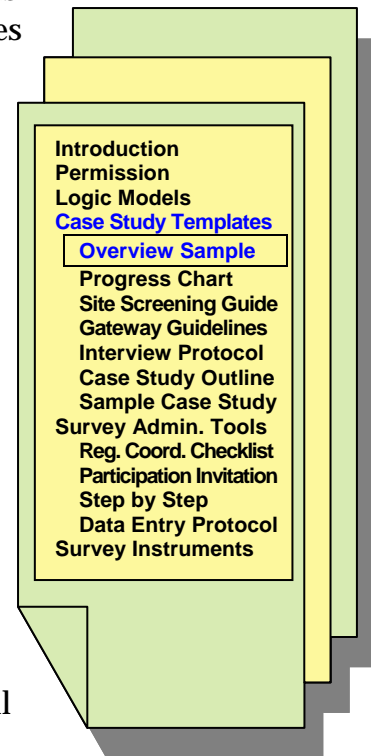 es
Introduction
Permission
Logic Models
Case Study Templates
Overview Sample
Progress Chart
Site Screening Guide
Gateway Guidelines
Interview Protocol
Case Study Outline
Sample Case Study
Survey Admin. Tools
Reg. Coord. Checklist
Participation Invitation
Step by Step
Data Entry Protocol
Survey Instruments